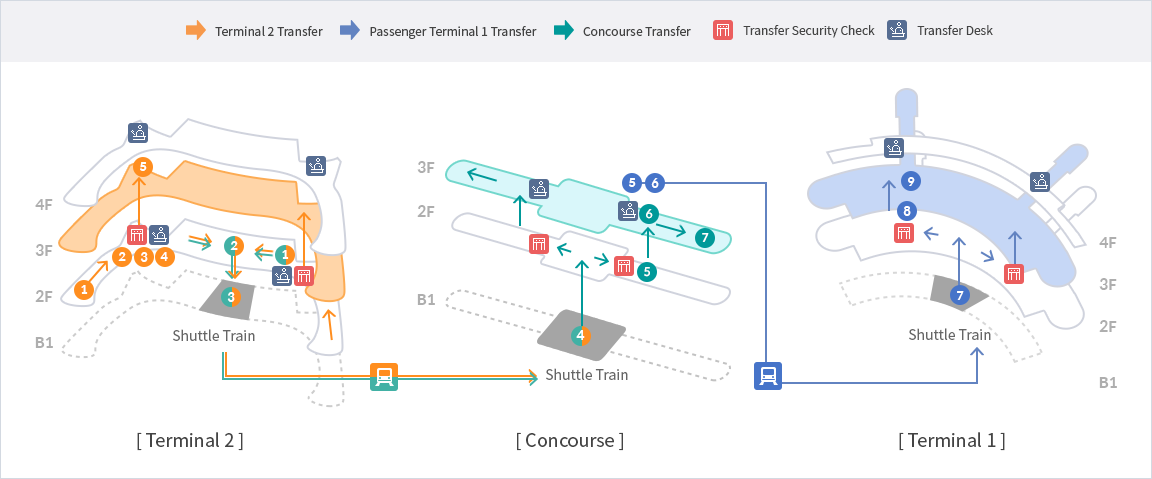 Terminal 2 Transfer
Passenger Terminal 1 Transfer
Concourse Transfer
Transfer Security Check
Transfer Desk
4F
3F
2F
B1
5
2
3
4
1
2
1
3
Shuttle Train
3F
2F
B1
5
6
6
7
5
4
Shuttle Train
9
8
7
Shuttle Train
4F
3F
2F
B1
[ Terminal 2 ]
[ Concourse ]
[ Terminal 1 ]